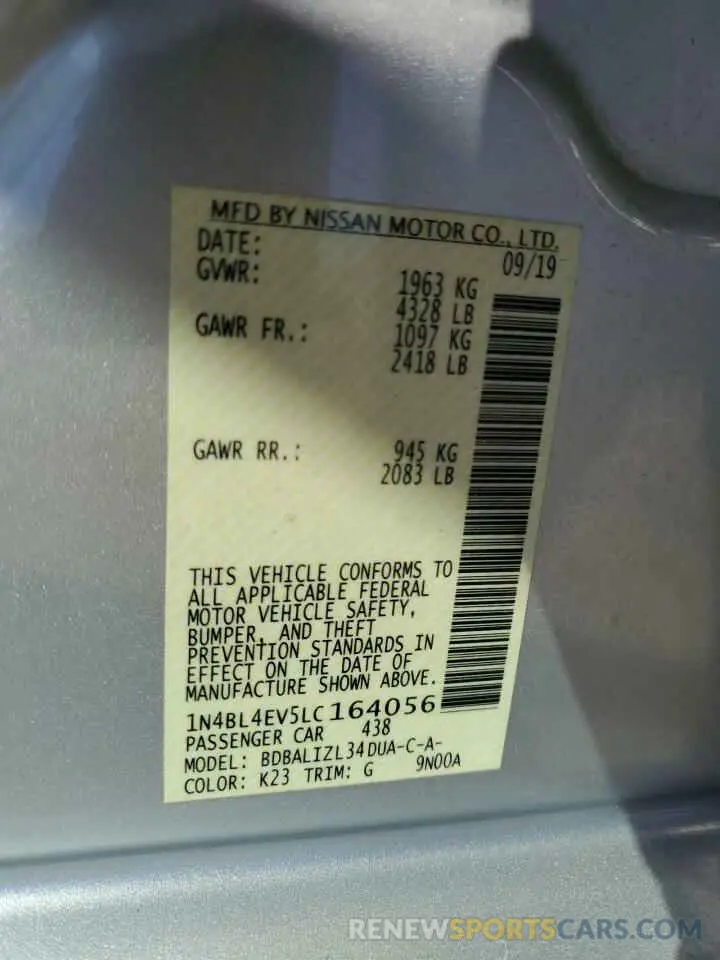 MFD BY NISSAN MOTOR CO., LTD.
DATE: 09/19
GVWR: 1963 KG
4328 LB
GAWR FR.: 1097 KG
2418 LB
GAWR RR.: 945 KG
2083 LB
THIS VEHICLE CONFORMS TO
ALL APPLICABLE FEDERAL
MOTOR VEHICLE SAFETY,
BUMPER, AND THEFT
PREVENTION STANDARDS IN
EFFECT ON THE DATE OF
MANUFACTURE SHOWN ABOVE.
1N4BL4EV5LC164056
PASSENGER CAR 438
MODEL: BDBALIZL34DUA-C-A-
COLOR: K23 TRIM: G 9N00A
RENEWSPORTSCARS.COM